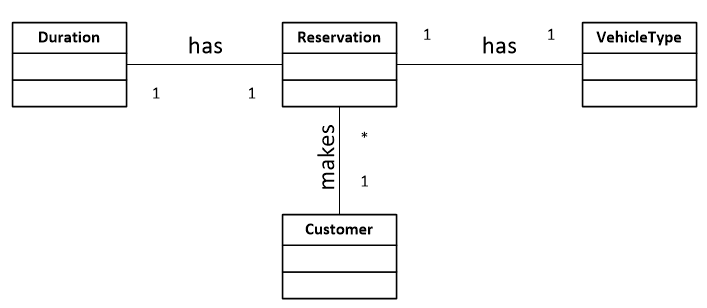 Duration
has
Reservation
1
has
1
VehicleType
1
1
makes
*
1
Customer